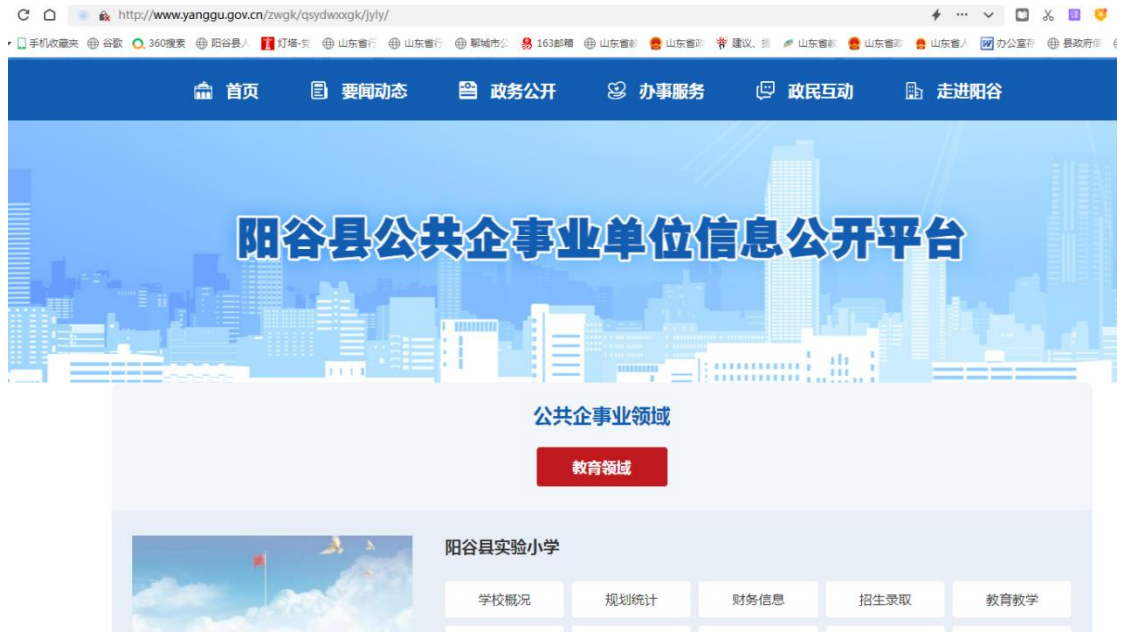 http://www.yanggu.gov.cn/zwgk/qsydwxxgk/jyly/
手机收藏夹 谷歌 360搜索 阳谷县人 灯塔-党 山东省行 山东省行 聊城市公 163邮箱 山东省 山东省 建议、 山东省 山东省 山东省人 办公室存 县政府
首页 要闻动态 政务公开 办事服务 政民互动 走进阳谷
阳谷县公共企事业单位信息公开平台
公共企事业领域
教育领域
阳谷县实验小学
学校概况 规划统计 财务信息 招生录取 教育教学